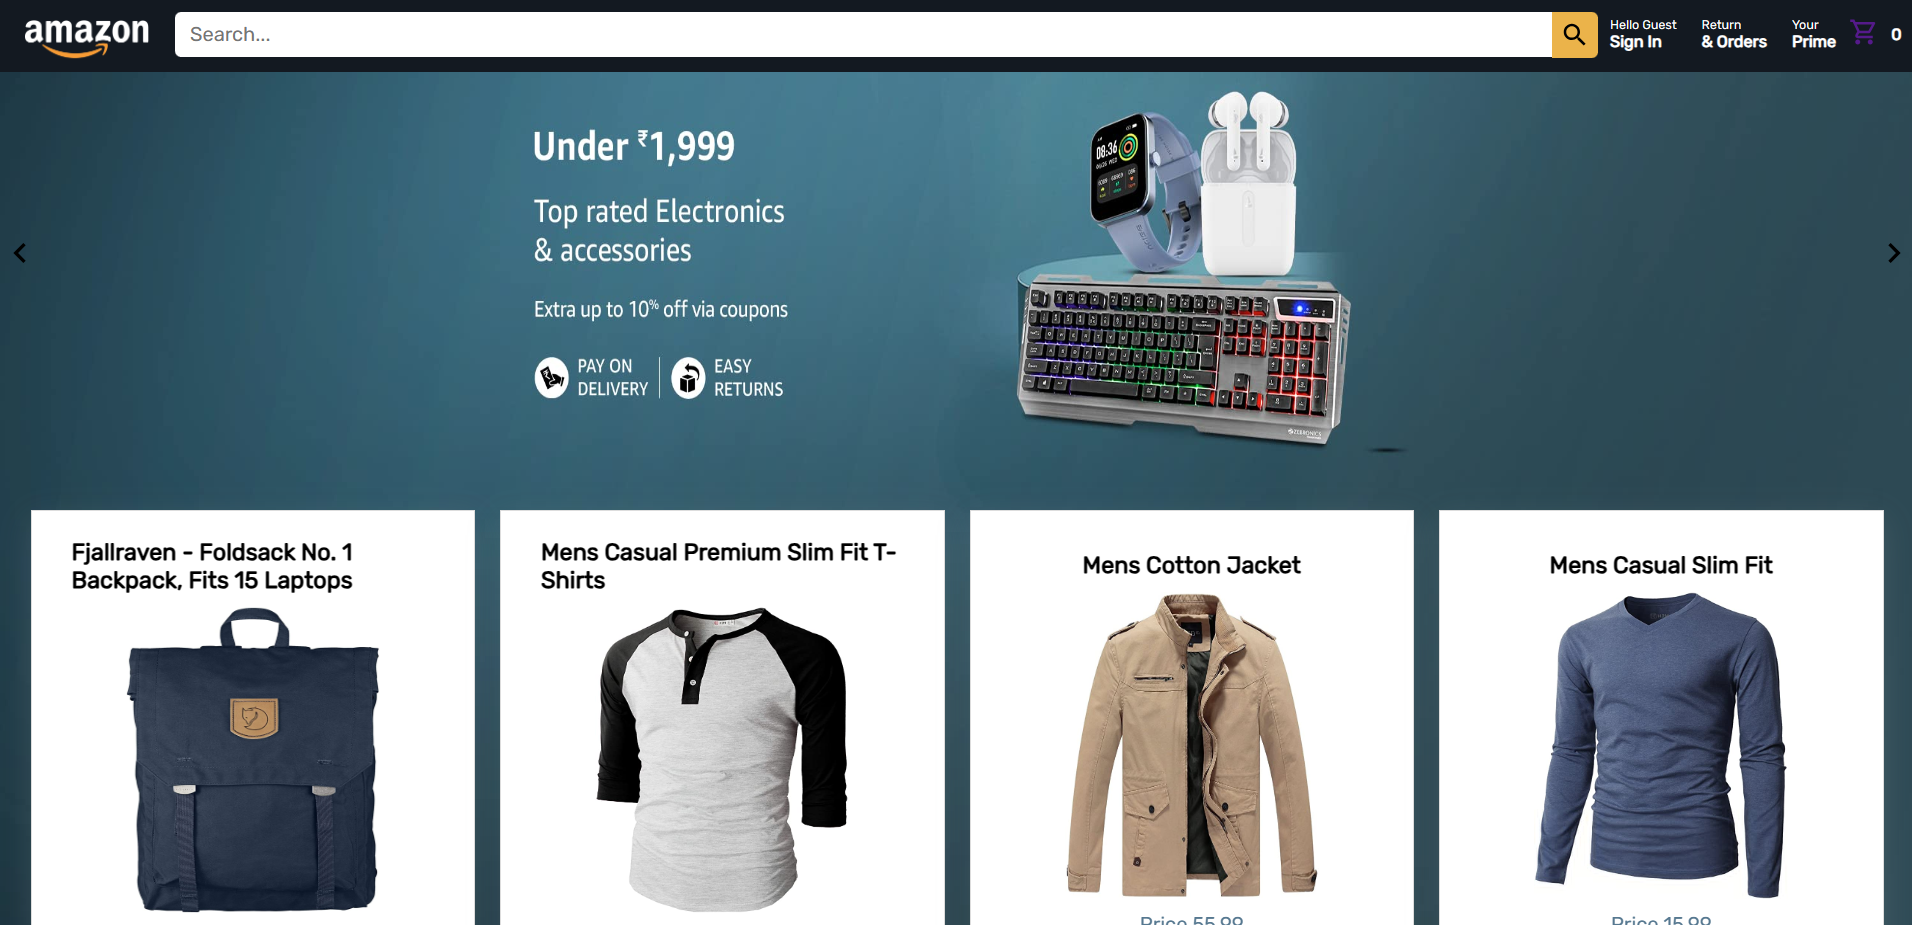 amazon
Search...
Hello Guest
Sign In
Return
& Orders
Your
Prime
0
Under ₹1,999
Top rated Electronics
& accessories
Extra up to 10% off via coupons
PAY ON
DELIVERY
EASY
RETURNS
08:36
ZEBRONICS
Fjallraven - Foldsack No. 1
Backpack, Fits 15 Laptops
Mens Casual Premium Slim Fit T-
Shirts
Mens Cotton Jacket
Mens Casual Slim Fit
Price 55.99
Price 15.99